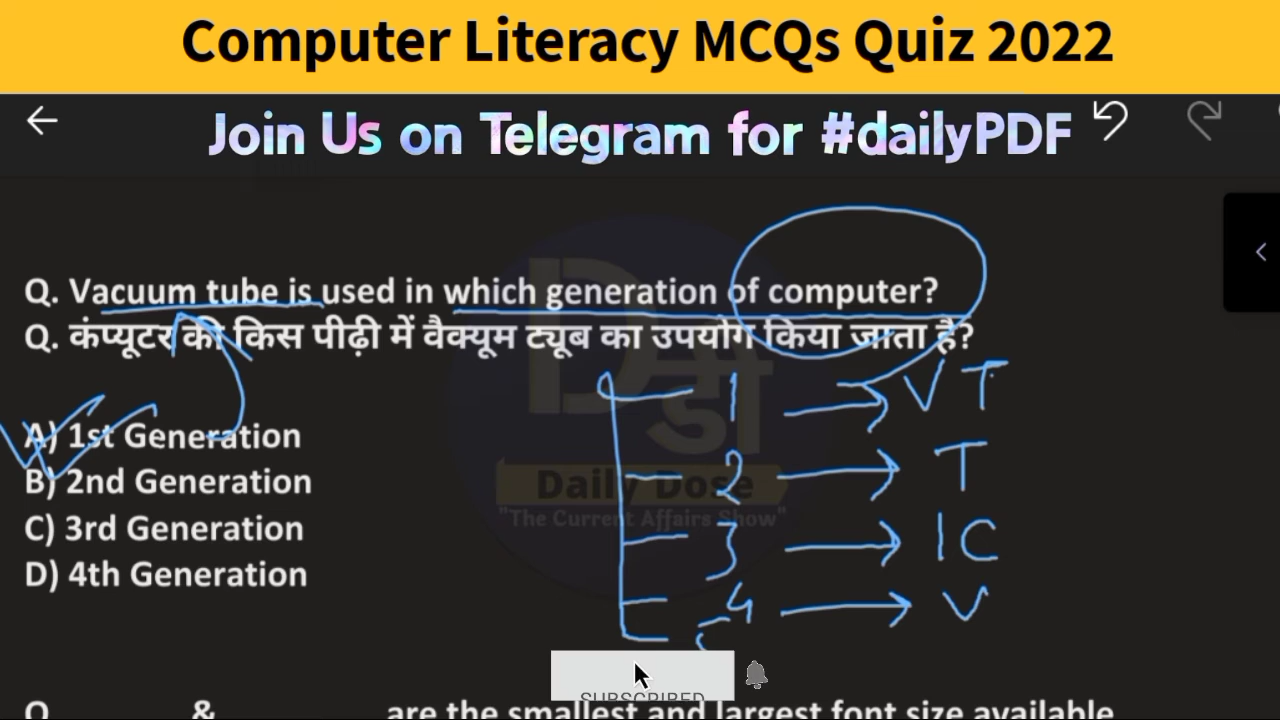 Computer Literacy MCQs Quiz 2022
Join Us on Telegram for #dailyPDF
Q. Vacuum tube is used in which generation of computer?
Q. कंप्यूटर की किस पीढ़ी में वैक्यूम ट्यूब का उपयोग किया जाता है?
A) 1st Generation
B) 2nd Generation
C) 3rd Generation
D) 4th Generation
1 → VT
2 → T
3 → IC
4 → V
5
Daily Dose
"The Current Affairs Show"
SUBSCRIBED
Q. & are the smallest and largest font size available